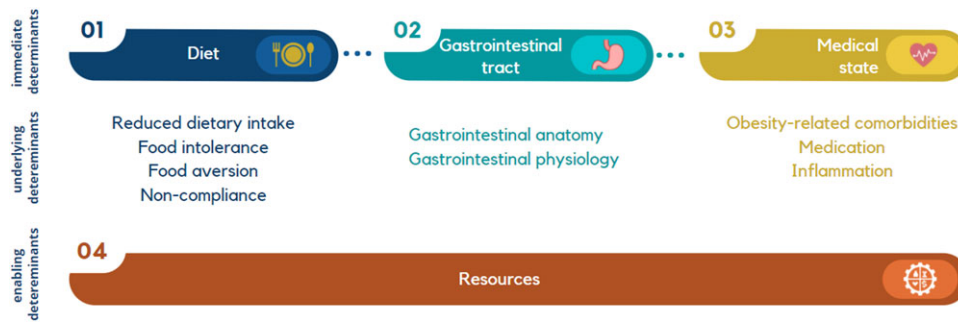 immediate
determinants
01
Diet
02
Gastrointestinal
tract
03
Medical
state
underlying
detereminants
Reduced dietary intake
Food intolerance
Food aversion
Non-compliance
Gastrointestinal anatomy
Gastrointestinal physiology
Obesity-related comorbidities
Medication
Inflammation
enabling
detereminants
04
Resources